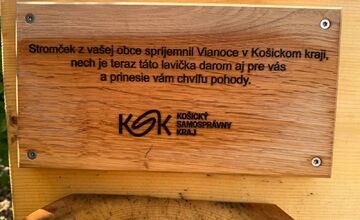 Stromček z vašej obce spríjemnil Vianoce v Košickom kraji,
nech je teraz táto lavička darom aj pre vás
a prinesie vám chvíľu pohody.
KSK KOŠICKÝ
SAMOSPRÁVNY
KRAJ